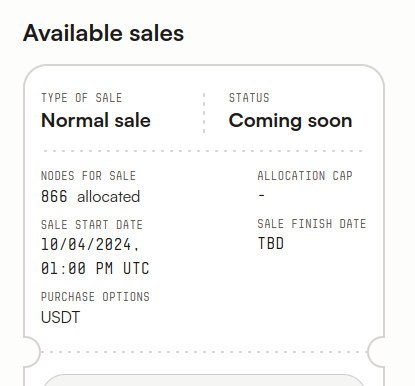 Available sales
TYPE OF SALE
Normal sale
STATUS
Coming soon
NODES FOR SALE
866 allocated
ALLOCATION CAP
-
SALE START DATE
10/04/2024,
01:00 PM UTC
SALE FINISH DATE
TBD
PURCHASE OPTIONS
USDT